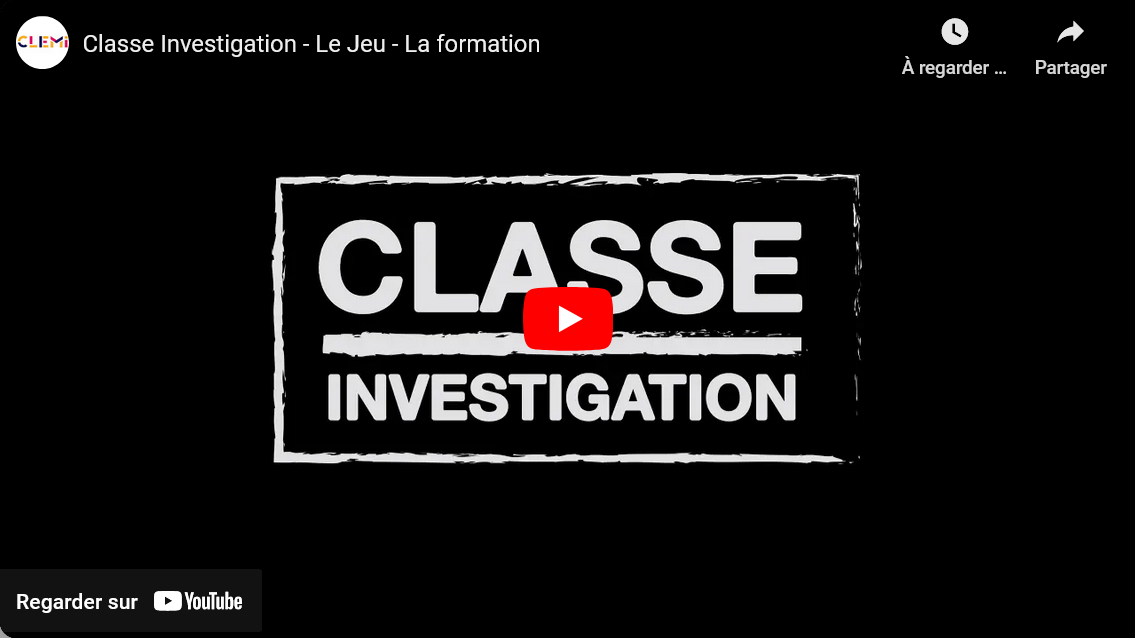 CLEMI
Classe Investigation - Le Jeu - La formation
À regarder ...
Partager
CLASSE
INVESTIGATION
Regarder sur YouTube